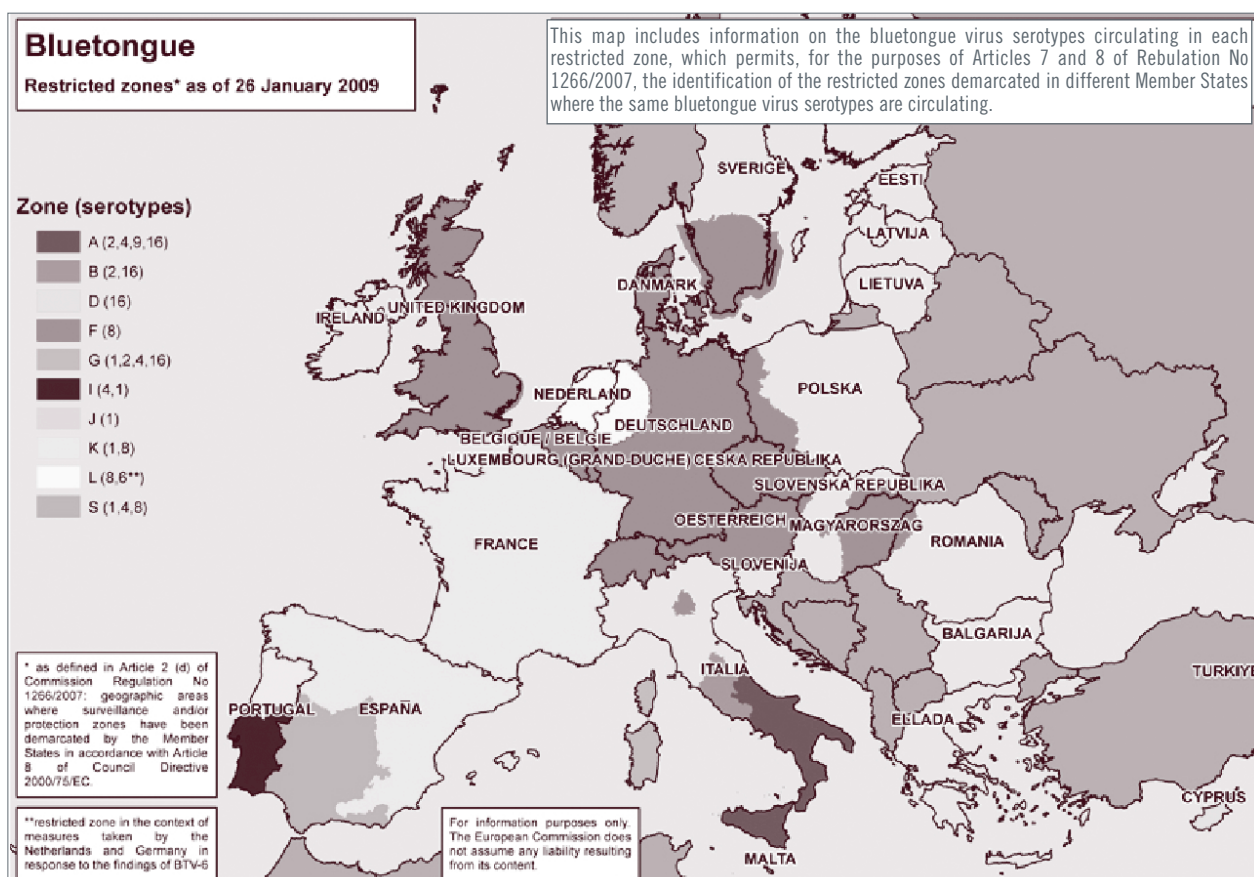 Bluetongue
Restricted zones* as of 26 January 2009
This map includes information on the bluetongue virus serotypes circulating in each
restricted zone, which permits, for the purposes of Articles 7 and 8 of Rebulation No
1266/2007, the identification of the restricted zones demarcated in different Member States
where the same bluetongue virus serotypes are circulating.
Zone (serotypes)
A (2,4,9,16)
B (2,16)
D (16)
F (8)
G (1,2,4,16)
I (4,1)
J (1)
K (1,8)
L (8,6**)
S (1,4,8)
SVERIGE
EESTI
LATVIJA
LIETUVA
DANMARK
UNITED KINGDOM
IRELAND
NEDERLAND
POLSKA
DEUTSCHLAND
BELGIQUE / BELGIE
LUXEMBOURG (GRAND-DUCHE)
CESKA REPUBLIKA
SLOVENSKA REPUBLIKA
OESTERREICH
MAGYARORSZAG
FRANCE
ROMANIA
SLOVENIJA
BALGARIJA
ITALIA
TURKIYE
PORTUGAL
ESPAÑA
ELLADA
CYPRUS
MALTA
* as defined in Article 2 (d) of
Commission Regulation No
1266/2007: geographic areas
where surveillance and/or
protection zones have been
demarcated by the Member
States in accordance with Article
8 of Council Directive
2000/75/EC.
**restricted zone in the context of
measures taken by the
Netherlands and Germany in
response to the findings of BTV-6
For information purposes only.
The European Commission does
not assume any liability resulting
from its content.